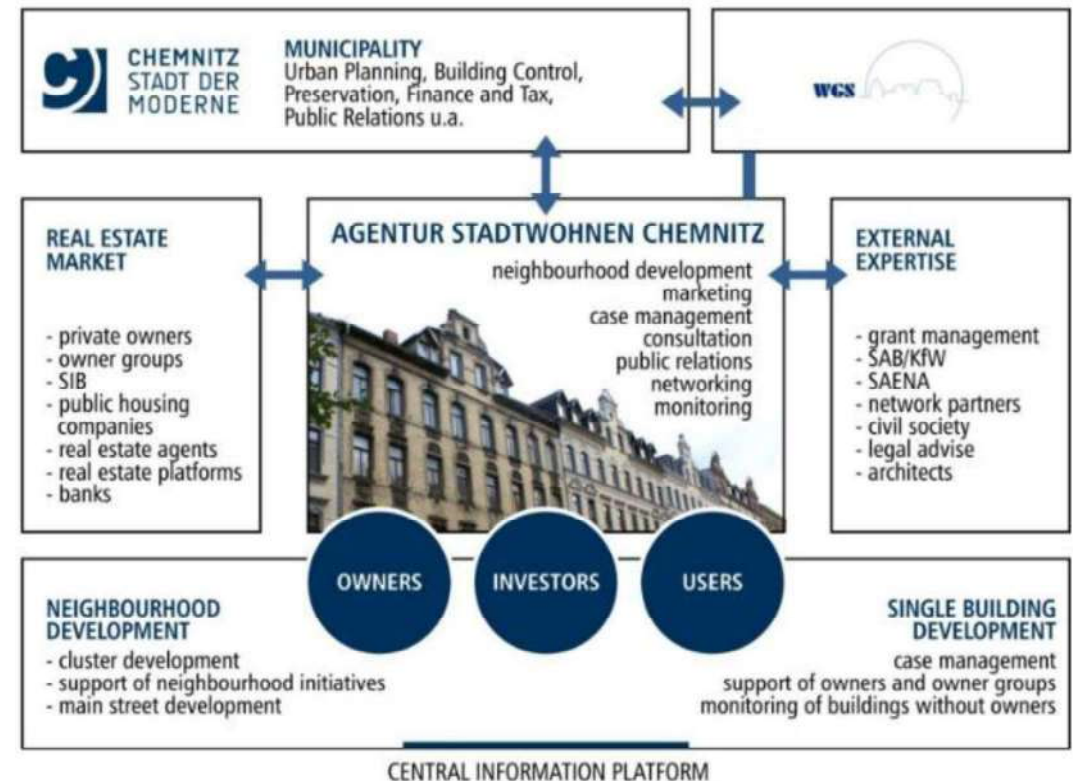 CHEMNITZ
STADT DER
MODERNE
MUNICIPALITY
Urban Planning, Building Control,
Preservation, Finance and Tax,
Public Relations u.a.
WGS
REAL ESTATE
MARKET
- private owners
- owner groups
- SIB
- public housing
companies
- real estate agents
- real estate platforms
- banks
AGENTUR STADTWOHNEN CHEMNITZ
neighbourhood development
marketing
case management
consultation
public relations
networking
monitoring
EXTERNAL
EXPERTISE
- grant management
- SAB/KfW
- SAENA
- network partners
- civil society
- legal advise
- architects
OWNERS
INVESTORS
USERS
NEIGHBOURHOOD
DEVELOPMENT
- cluster development
- support of neighbourhood initiatives
- main street development
SINGLE BUILDING
DEVELOPMENT
case management
support of owners and owner groups
monitoring of buildings without owners
CENTRAL INFORMATION PLATFORM